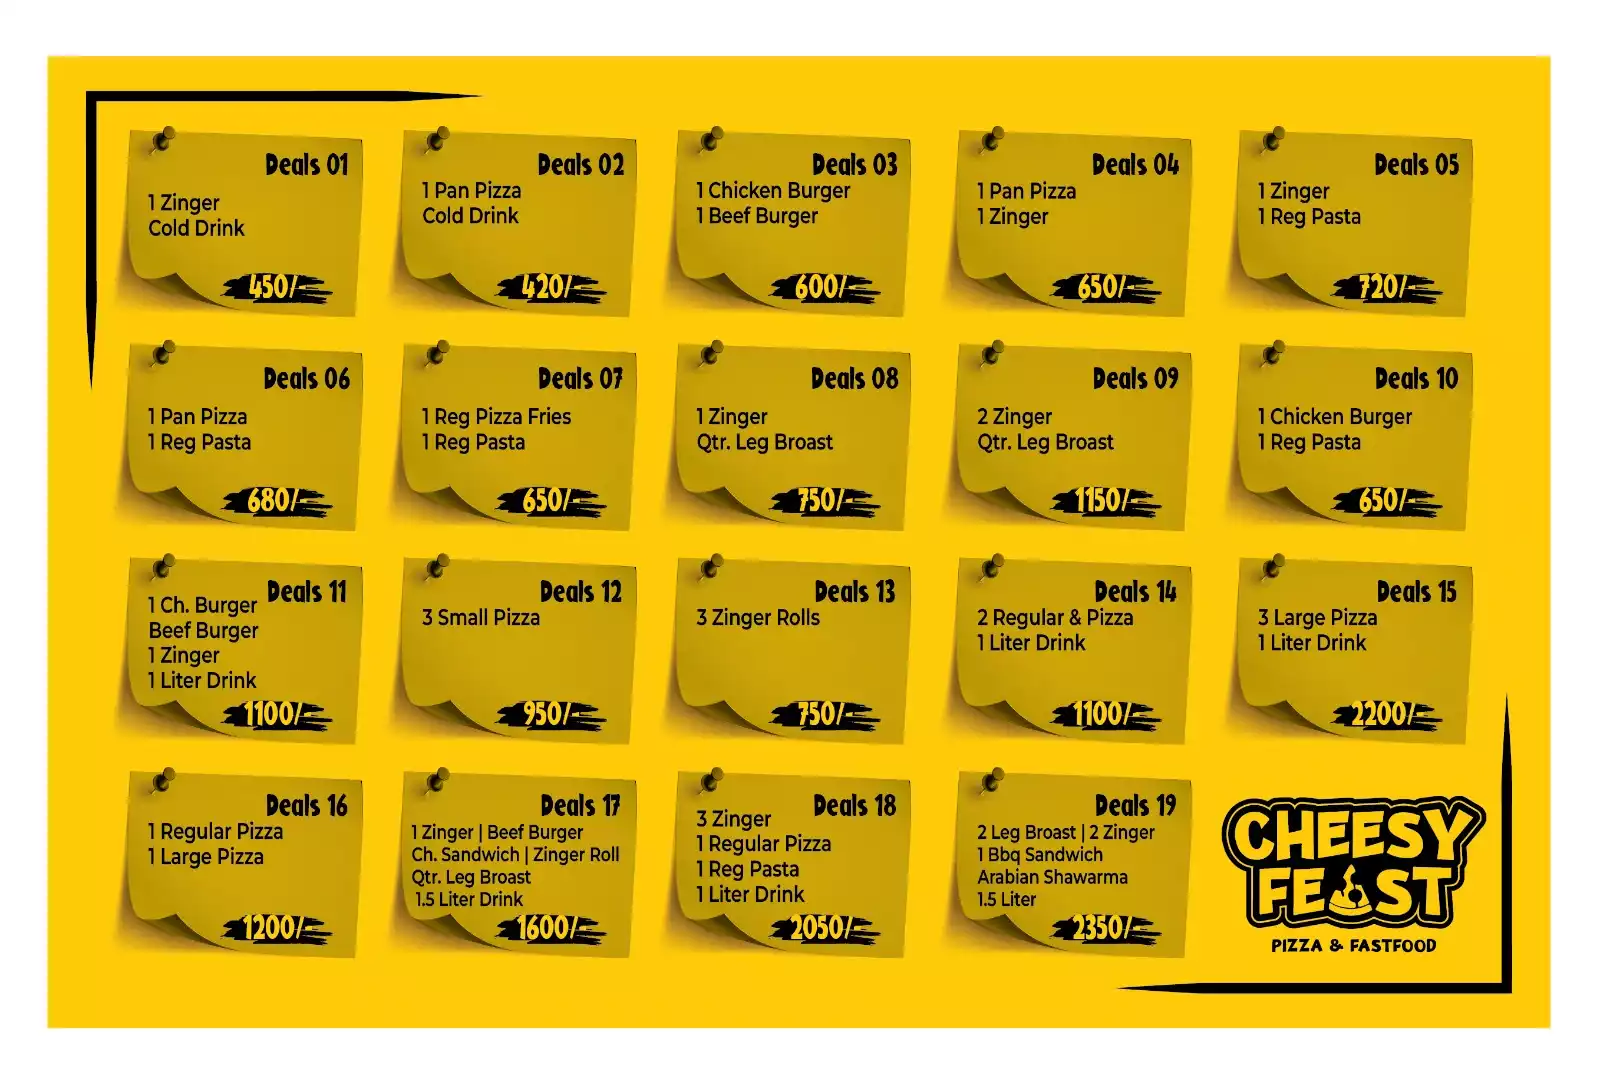 Deals 01
1 Zinger
Cold Drink
450/-
Deals 02
1 Pan Pizza
Cold Drink
420/-
Deals 03
1 Chicken Burger
1 Beef Burger
600/-
Deals 04
1 Pan Pizza
1 Zinger
650/-
Deals 05
1 Zinger
1 Reg Pasta
720/-
Deals 06
1 Pan Pizza
1 Reg Pasta
680/-
Deals 07
1 Reg Pizza Fries
1 Reg Pasta
650/-
Deals 08
1 Zinger
Qtr. Leg Broast
750/-
Deals 09
2 Zinger
Qtr. Leg Broast
1150/-
Deals 10
1 Chicken Burger
1 Reg Pasta
650/-
Deals 11
1 Ch. Burger
Beef Burger
1 Zinger
1 Liter Drink
1100/-
Deals 12
3 Small Pizza
950/-
Deals 13
3 Zinger Rolls
750/-
Deals 14
2 Regular & Pizza
1 Liter Drink
1100/-
Deals 15
3 Large Pizza
1 Liter Drink
2200/-
Deals 16
1 Regular Pizza
1 Large Pizza
1200/-
Deals 17
1 Zinger | Beef Burger
Ch. Sandwich | Zinger Roll
Qtr. Leg Broast
1.5 Liter Drink
1600/-
Deals 18
3 Zinger
1 Regular Pizza
1 Reg Pasta
1 Liter Drink
2050/-
Deals 19
2 Leg Broast | 2 Zinger
1 Bbq Sandwich
Arabian Shawarma
1.5 Liter
2350/-
CHEESY
FEAST
PIZZA & FASTFOOD